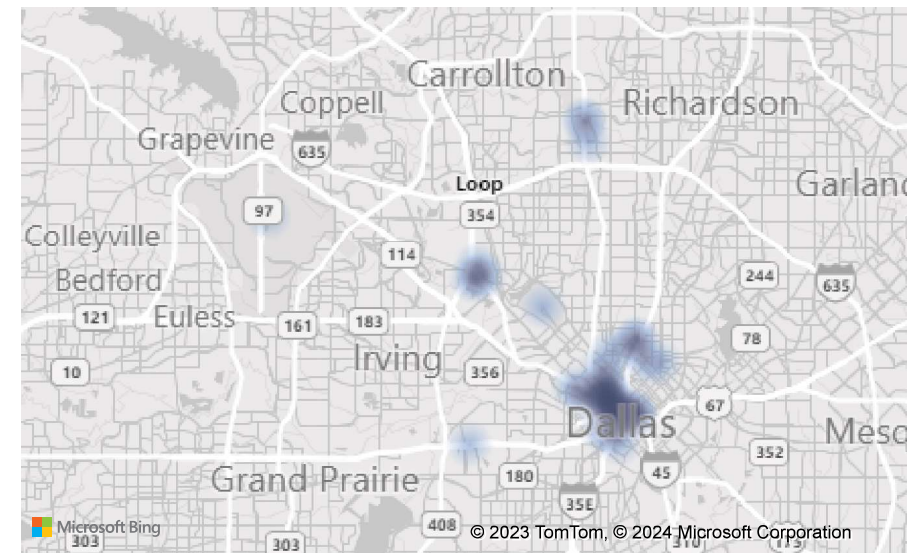 Carrollton
Coppell
Richardson
Grapevine
635
Loop
354
Garland
97
Colleyville
114
Bedford
244
635
121
Euless
161
183
78
Irving
10
356
67
Dallas
Mesq
352
Grand Prairie
180
45
35E
408
Microsoft Bing
© 2023 TomTom, © 2024 Microsoft Corporation
303
303
310
175